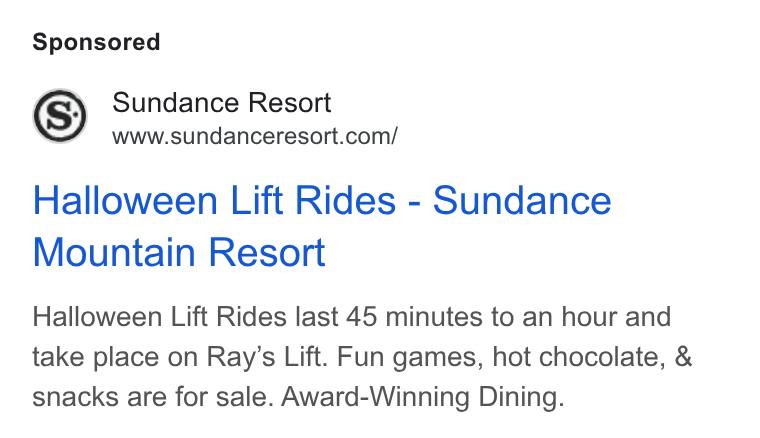 Sponsored
S
Sundance Resort
www.sundanceresort.com/
Halloween Lift Rides - Sundance
Mountain Resort
Halloween Lift Rides last 45 minutes to an hour and
take place on Ray’s Lift. Fun games, hot chocolate, &
snacks are for sale. Award-Winning Dining.